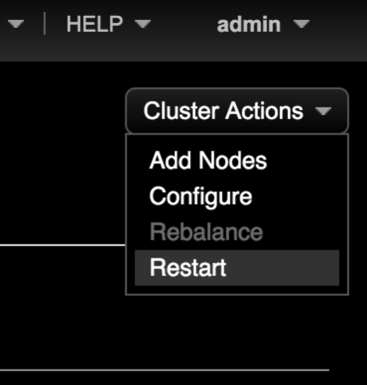 HELP admin
Cluster Actions
Add Nodes
Configure
Rebalance
Restart